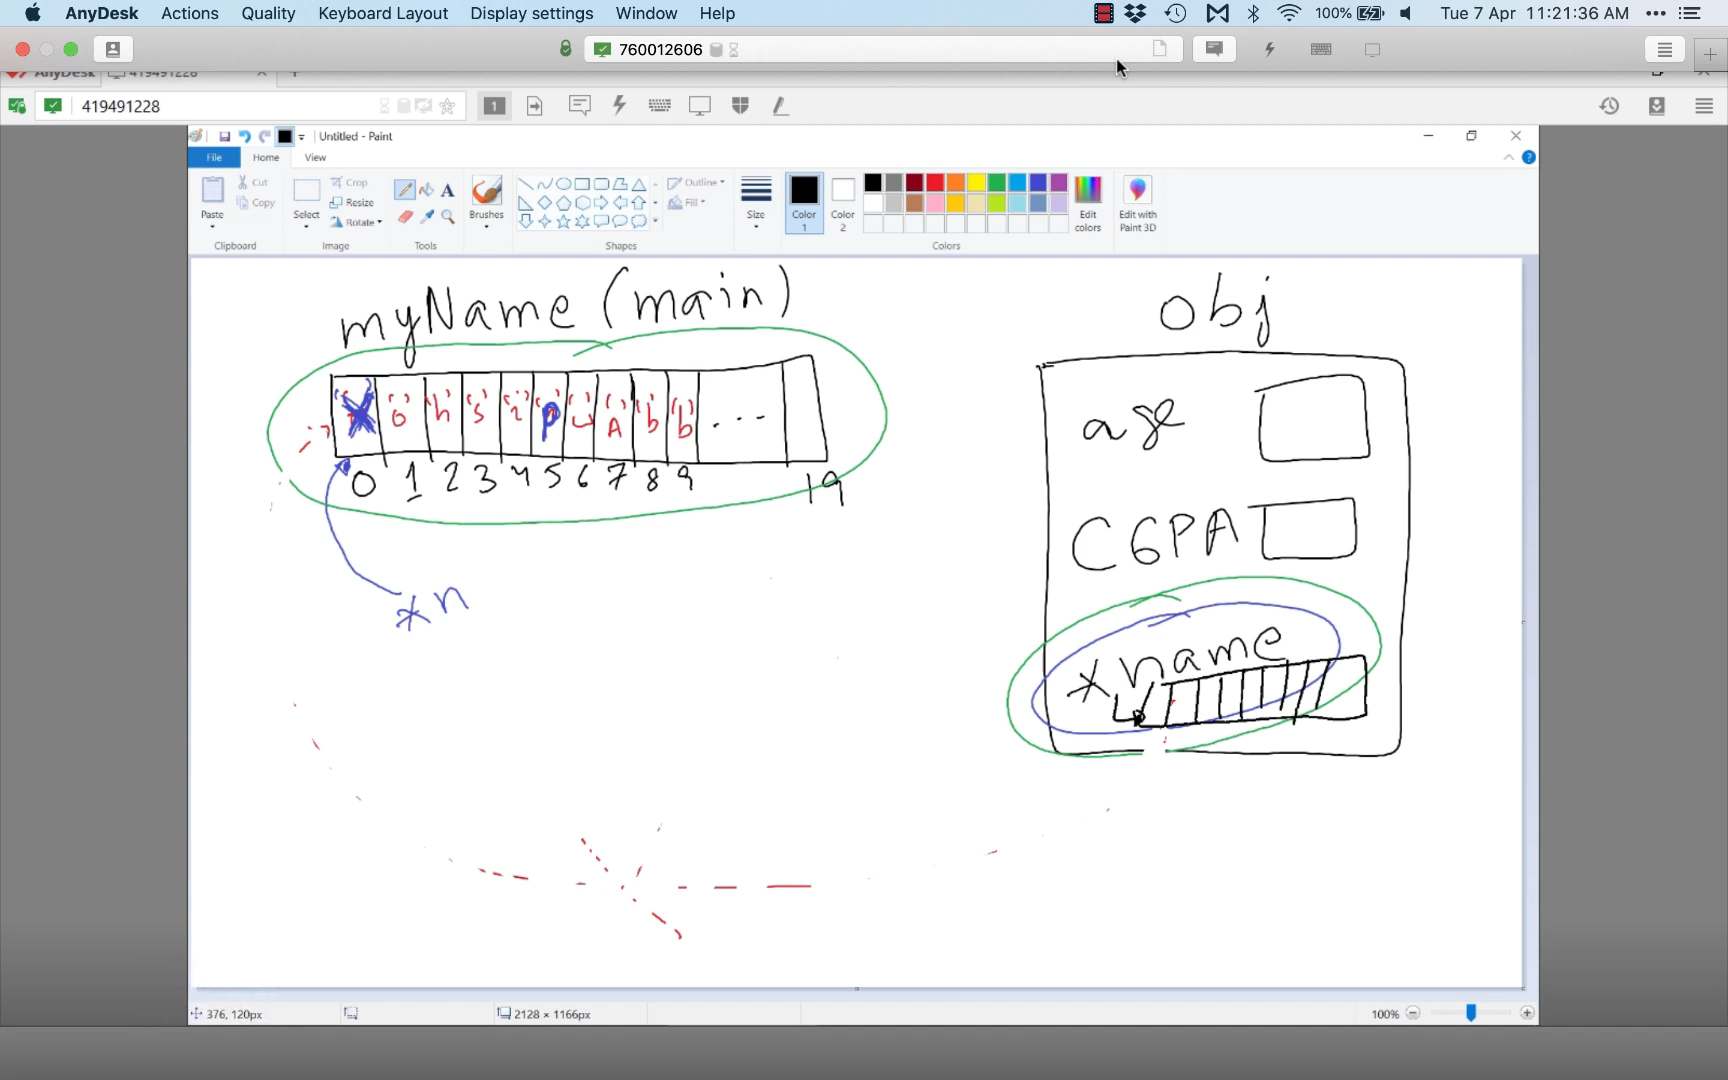 AnyDesk Actions Quality Keyboard Layout Display settings Window Help 100% Tue 7 Apr 11:21:36 AM
760012606
AnyDesk 419491228
419491228 1
Untitled - Paint
File Home View
Cut Crop Outline
Copy Resize Fill
Paste Select Rotate Brushes Size Color 1 Color 2 Edit colors Edit with Paint 3D
Clipboard Image Tools Shapes Colors
myName (main) obj
o h s i p A b b ...
0 1 2 3 4 5 6 7 8 9 19
age
CGPA
*n
*name
376, 120px 2128 × 1166px 100%